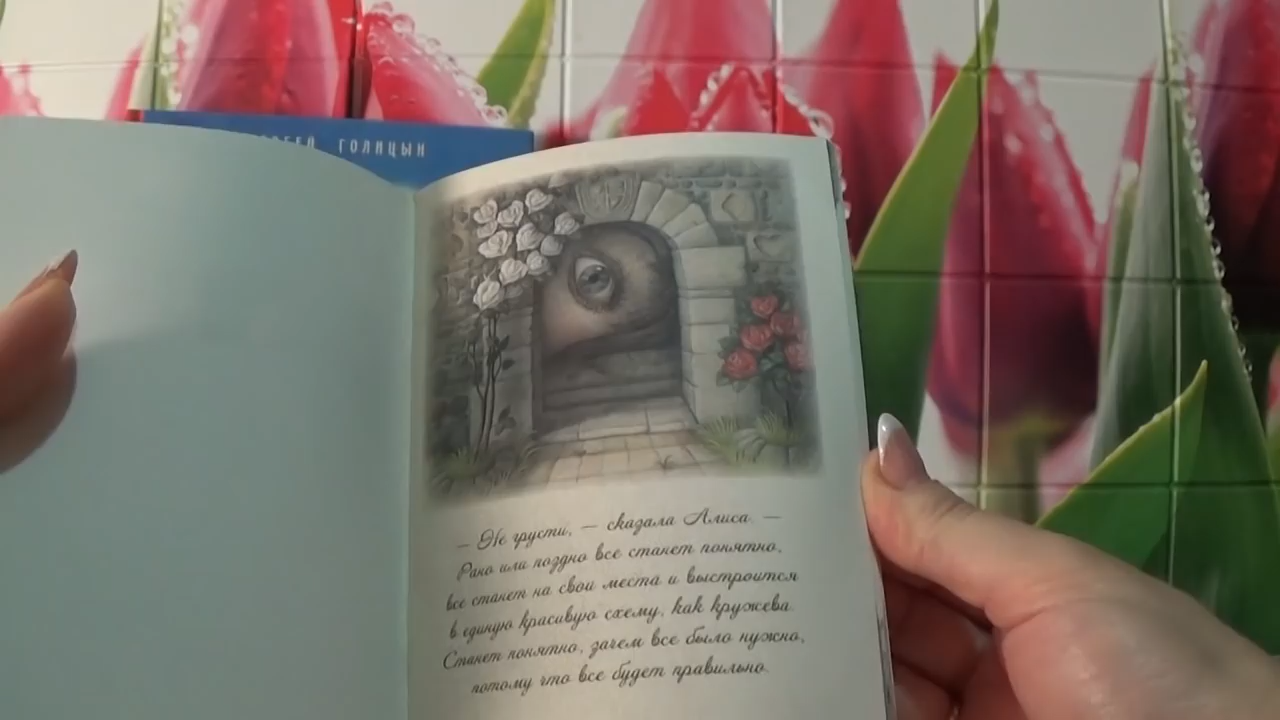 ГОЛИЦЫН
— Не грусти, — сказала Алиса. —
Рано или поздно все станет понятно,
все станет на свои места и выстроится
в единую красивую схему, как кружева.
Станет понятно, зачем все было нужно,
потому что все будет правильно.